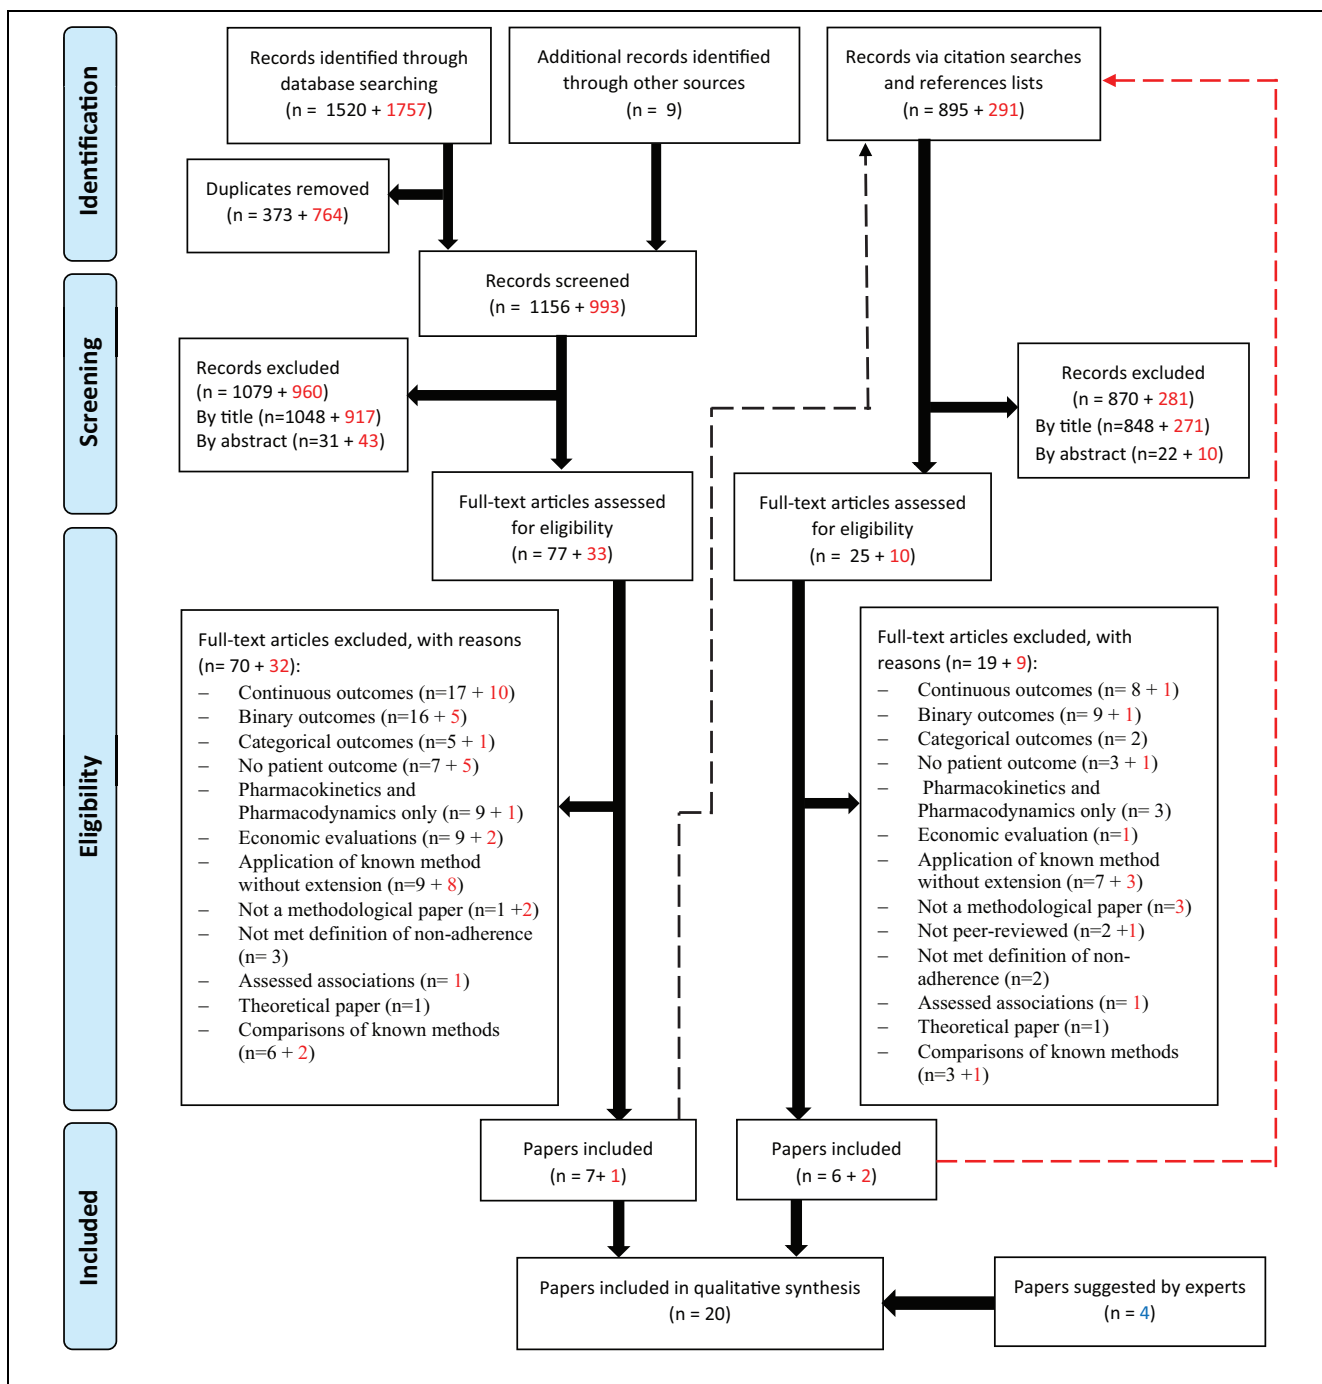 Identification
Records identified through
database searching
(n = 1520 + 1757)
Additional records identified
through other sources
(n = 9)
Records via citation searches
and references lists
(n = 895 + 291)
Duplicates removed
(n = 373 + 764)
Records screened
(n = 1156 + 993)
Screening
Records excluded
(n = 1079 + 960)
By title (n=1048 + 917)
By abstract (n=31 + 43)
Records excluded
(n = 870 + 281)
By title (n=848 + 271)
By abstract (n=22 + 10)
Full-text articles assessed
for eligibility
(n = 77 + 33)
Full-text articles assessed
for eligibility
(n = 25 + 10)
Eligibility
Full-text articles excluded, with reasons
(n= 70 + 32):
– Continuous outcomes (n=17 + 10)
– Binary outcomes (n=16 + 5)
– Categorical outcomes (n=5 + 1)
– No patient outcome (n=7 + 5)
– Pharmacokinetics and
Pharmacodynamics only (n= 9 + 1)
– Economic evaluations (n= 9 + 2)
– Application of known method
without extension (n=9 + 8)
– Not a methodological paper (n=1 +2)
– Not met definition of non-adherence
(n= 3)
– Assessed associations (n= 1)
– Theoretical paper (n=1)
– Comparisons of known methods
(n=6 + 2)
Full-text articles excluded, with
reasons (n= 19 + 9):
– Continuous outcomes (n= 8 + 1)
– Binary outcomes (n= 9 + 1)
– Categorical outcomes (n= 2)
– No patient outcome (n=3 + 1)
– Pharmacokinetics and
Pharmacodynamics only (n= 3)
– Economic evaluation (n=1)
– Application of known method
without extension (n=7 + 3)
– Not a methodological paper (n=3)
– Not peer-reviewed (n=2 +1)
– Not met definition of non-
adherence (n=2)
– Assessed associations (n= 1)
– Theoretical paper (n=1)
– Comparisons of known methods
(n=3 +1)
Included
Papers included
(n = 7+ 1)
Papers included
(n = 6 + 2)
Papers included in qualitative synthesis
(n = 20)
Papers suggested by experts
(n = 4)